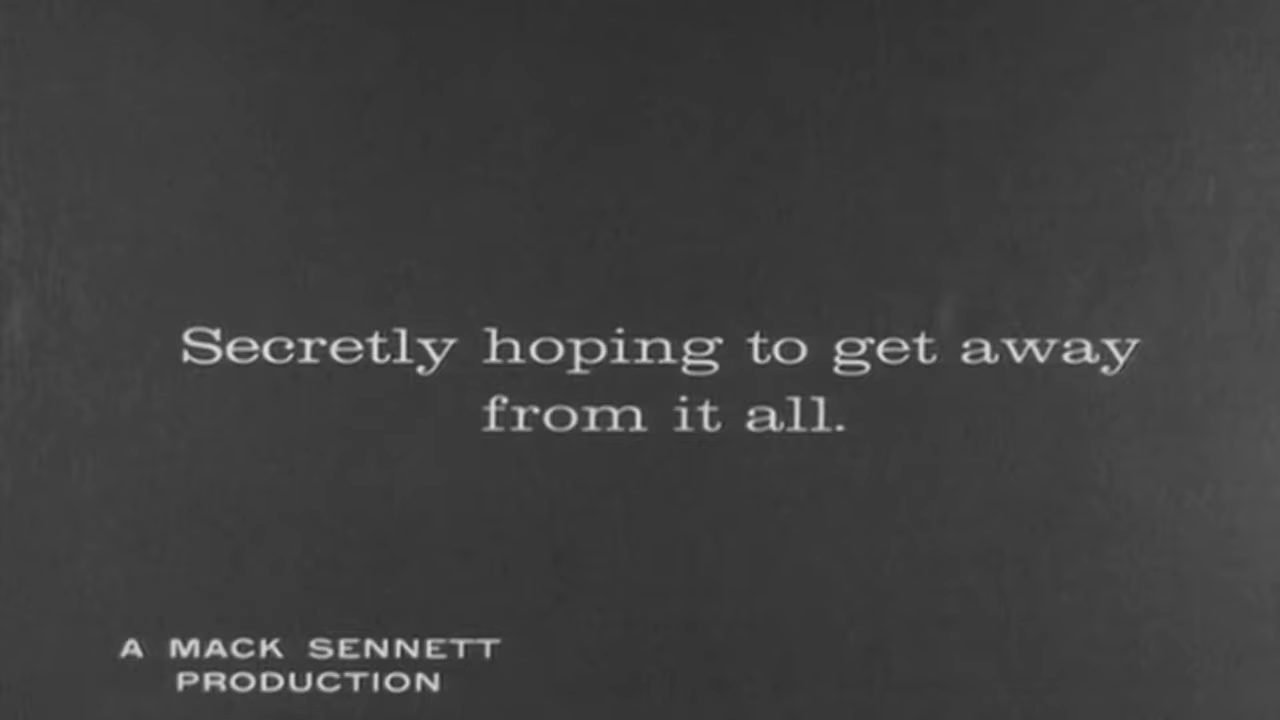 Secretly hoping to get away
from it all.
A MACK SENNETT
PRODUCTION